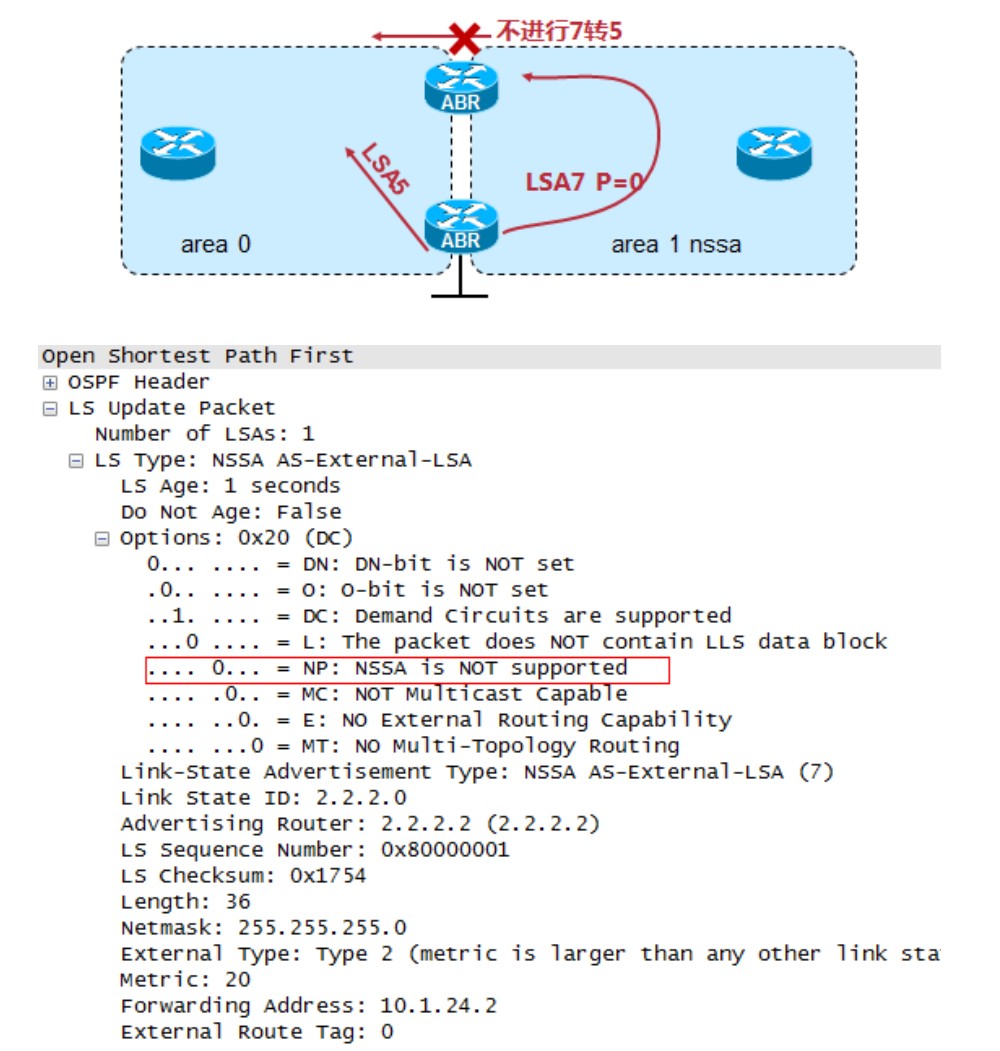 不进行7转5
ABR
LSA5
LSA7 P=0
ABR
area 0
area 1 nssa
Open Shortest Path First
OSPF Header
LS Update Packet
Number of LSAs: 1
LS Type: NSSA AS-External-LSA
LS Age: 1 seconds
Do Not Age: False
Options: 0x20 (DC)
0... .... = DN: DN-bit is NOT set
.0.. .... = O: O-bit is NOT set
..1. .... = DC: Demand Circuits are supported
...0 .... = L: The packet does NOT contain LLS data block
.... 0... = NP: NSSA is NOT supported
.... .0.. = MC: NOT Multicast Capable
.... ..0. = E: NO External Routing Capability
.... ...0 = MT: NO Multi-Topology Routing
Link-State Advertisement Type: NSSA AS-External-LSA (7)
Link State ID: 2.2.2.0
Advertising Router: 2.2.2.2 (2.2.2.2)
LS Sequence Number: 0x80000001
LS Checksum: 0x1754
Length: 36
Netmask: 255.255.255.0
External Type: Type 2 (metric is larger than any other link sta
Metric: 20
Forwarding Address: 10.1.24.2
External Route Tag: 0